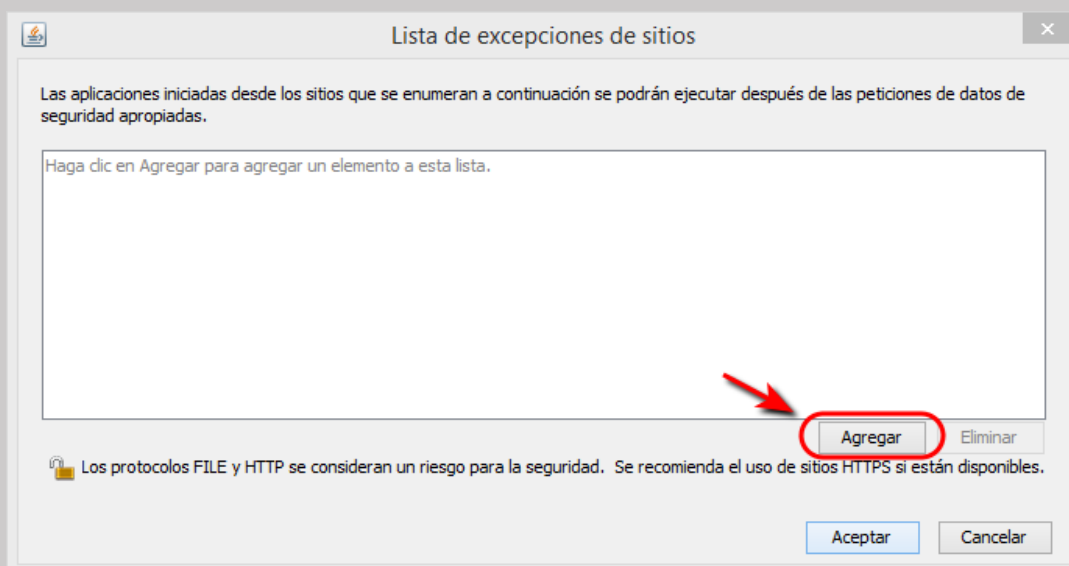 Lista de excepciones de sitios
Las aplicaciones iniciadas desde los sitios que se enumeran a continuación se podrán ejecutar después de las peticiones de datos de
seguridad apropiadas.
Haga clic en Agregar para agregar un elemento a esta lista.
Agregar
Eliminar
Los protocolos FILE y HTTP se consideran un riesgo para la seguridad. Se recomienda el uso de sitios HTTPS si están disponibles.
Aceptar
Cancelar